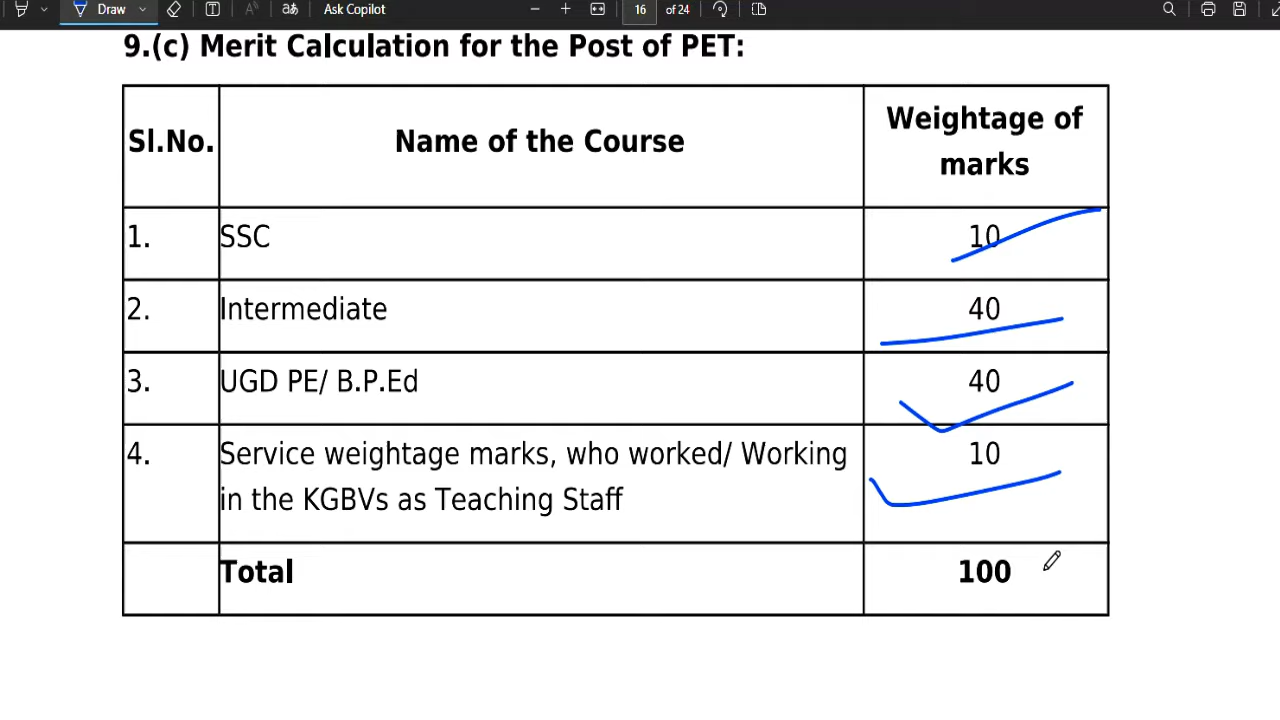 Draw
Ask Copilot
16 of 24
9.(c) Merit Calculation for the Post of PET:
Sl.No. Name of the Course Weightage of marks
1. SSC 10
2. Intermediate 40
3. UGD PE/ B.P.Ed 40
4. Service weightage marks, who worked/ Working 10
in the KGBVs as Teaching Staff
Total 100